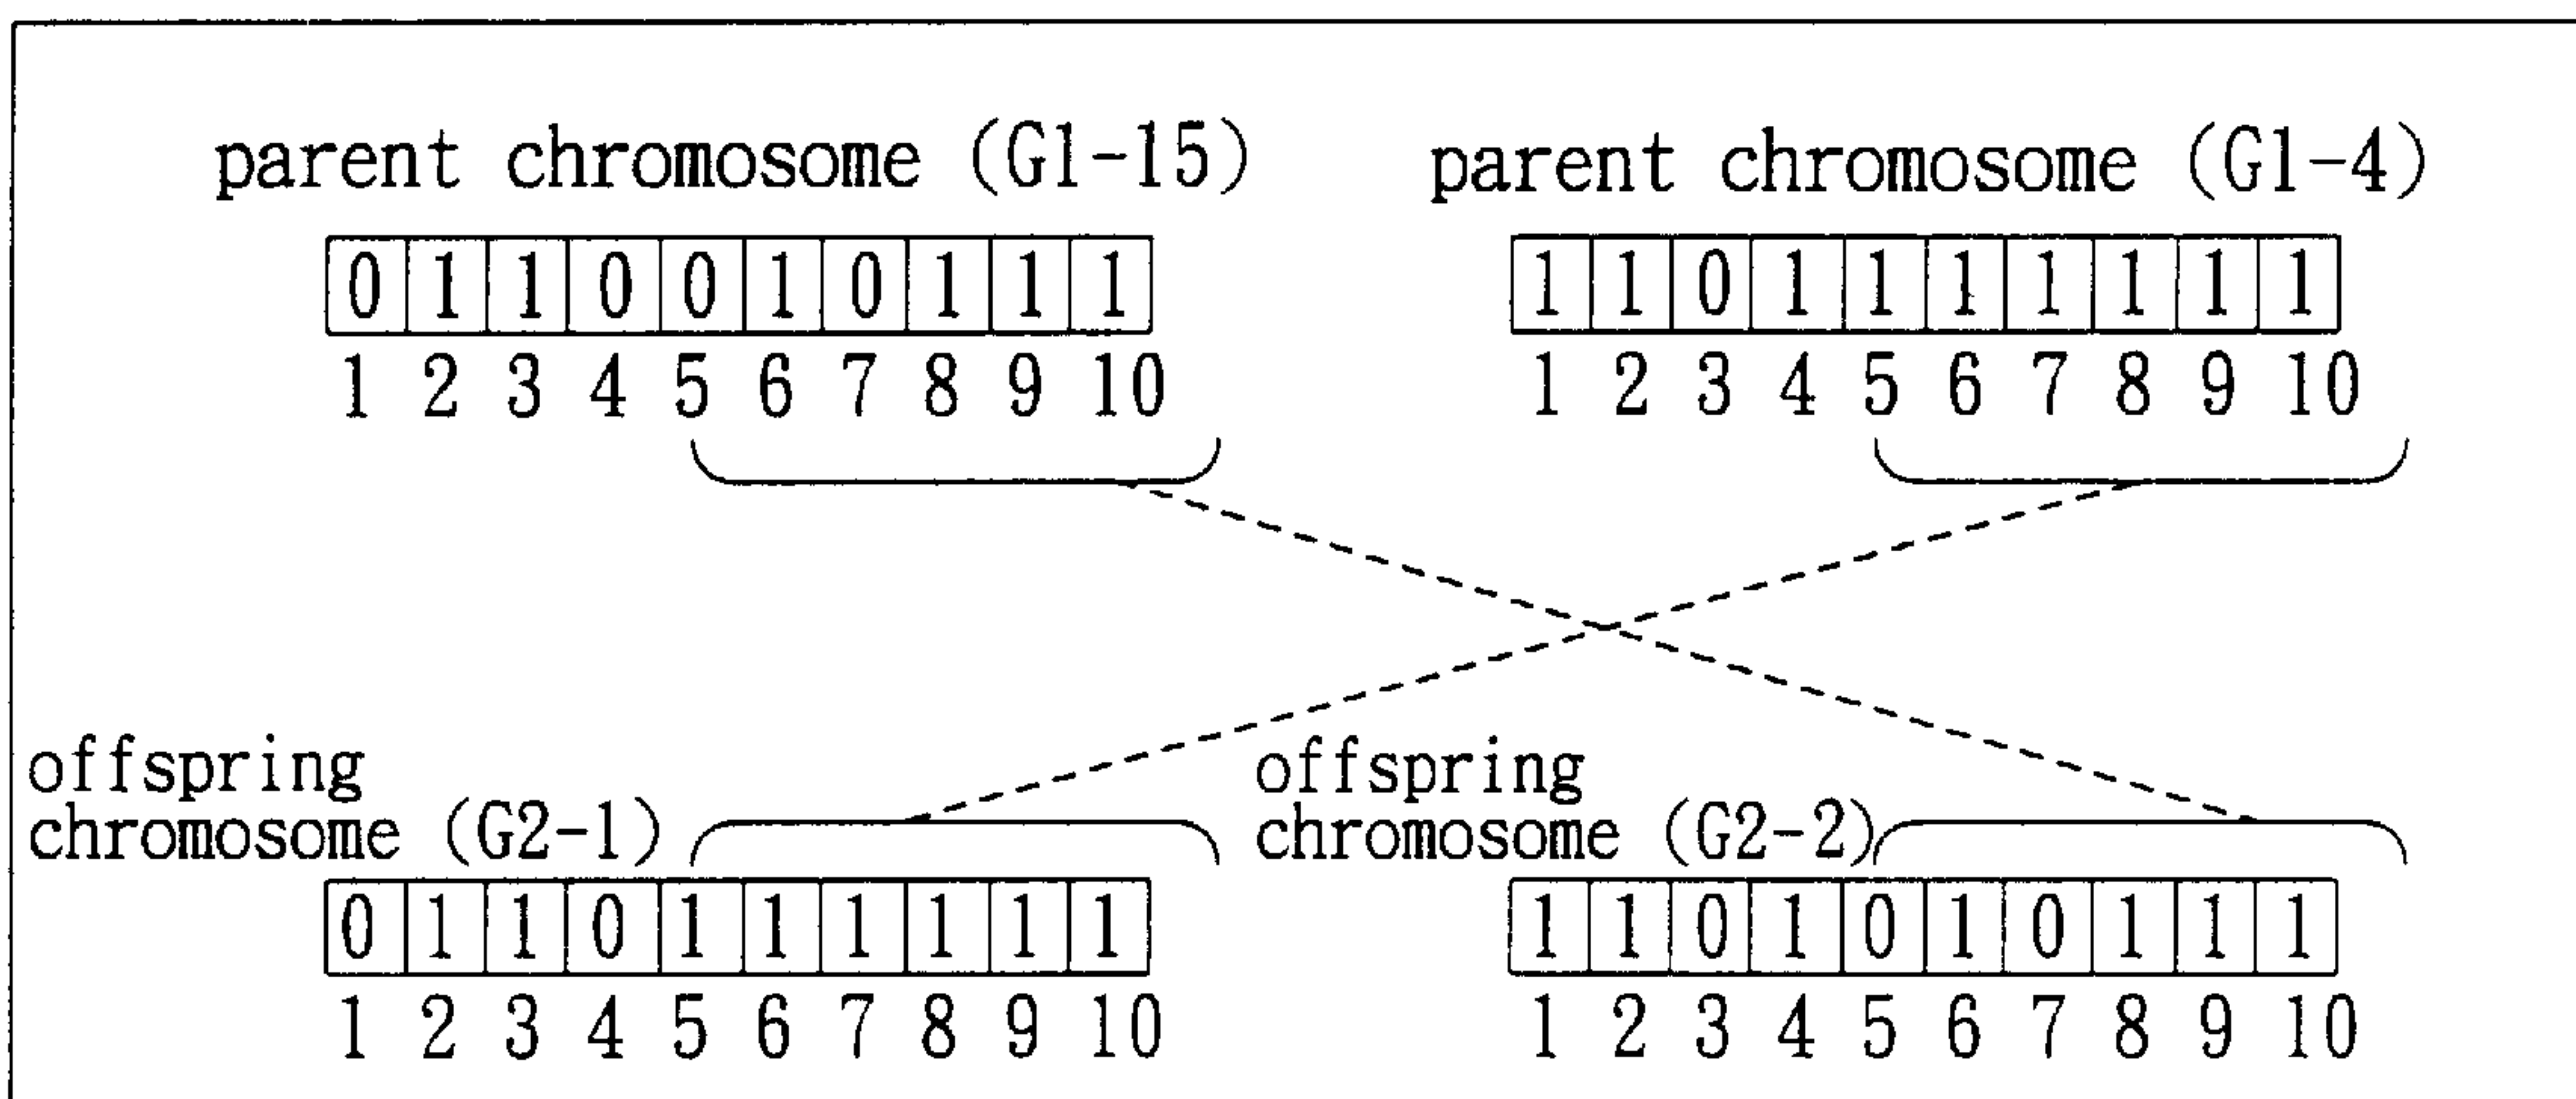 parent chromosome (G1-15) parent chromosome (G1-4)
0 1 1 0 0 1 0 1 1 1 1 1 0 1 1 1 1 1 1 1
1 2 3 4 5 6 7 8 9 10 1 2 3 4 5 6 7 8 9 10
offspring offspring
chromosome (G2-1) chromosome (G2-2)
0 1 1 0 1 1 1 1 1 1 1 1 0 1 0 1 0 1 1 1
1 2 3 4 5 6 7 8 9 10 1 2 3 4 5 6 7 8 9 10